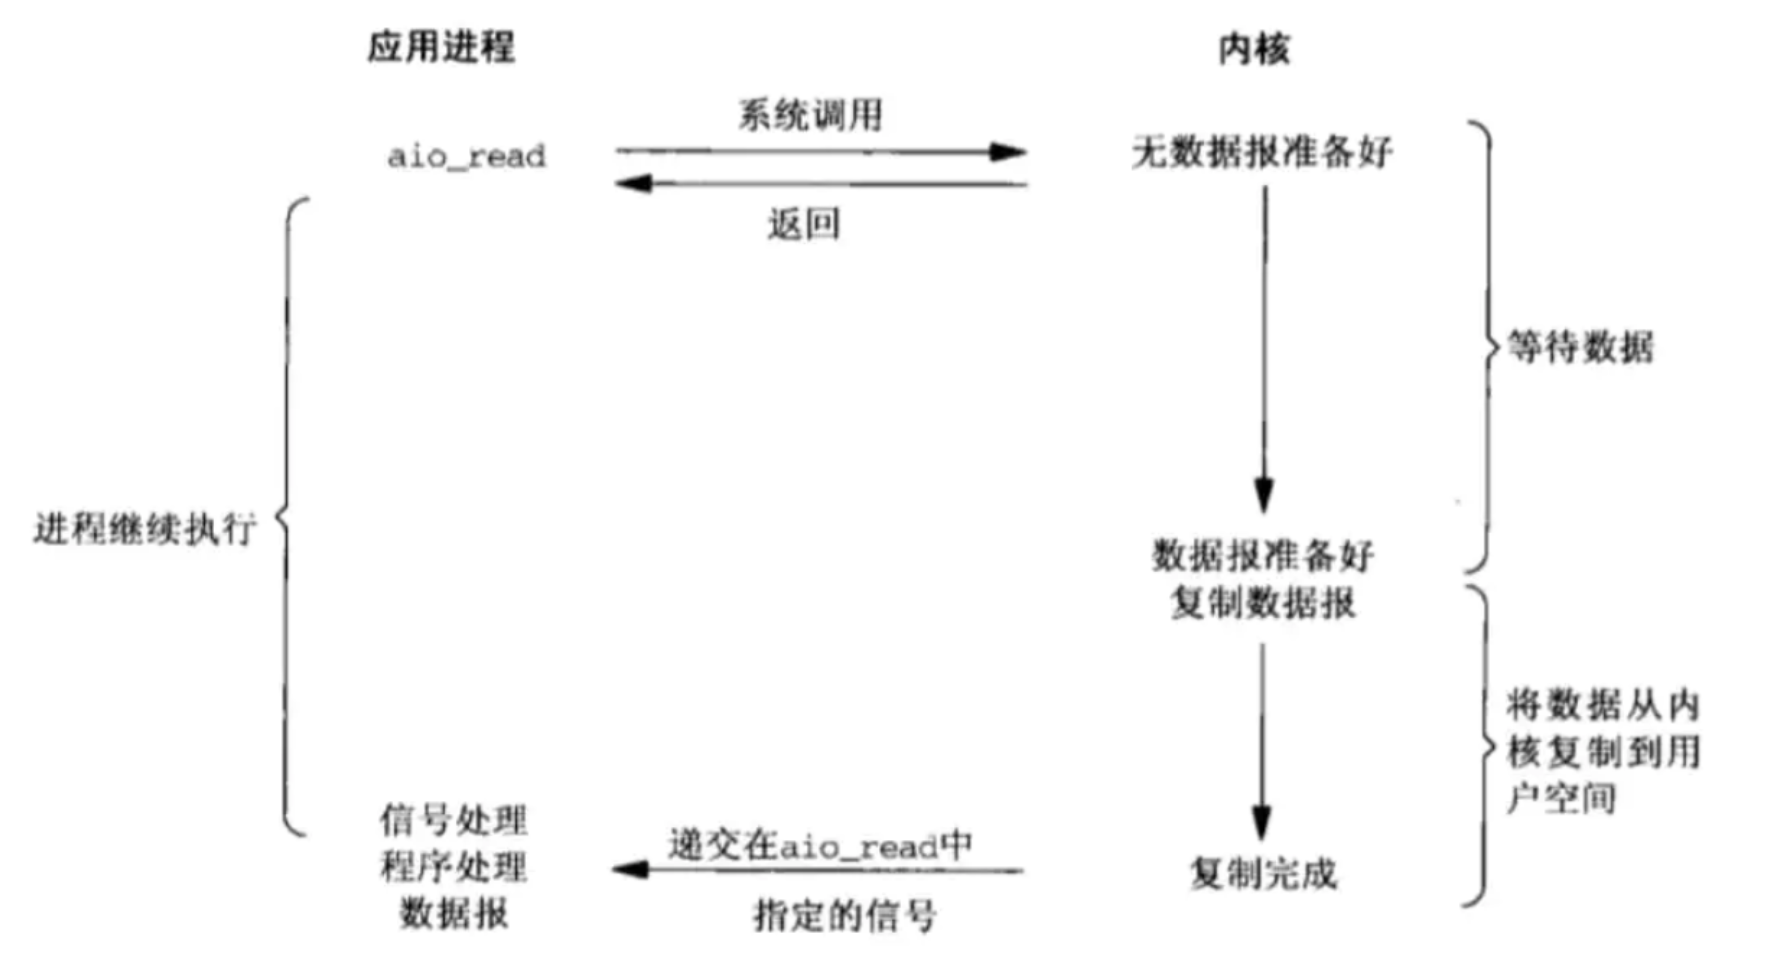 应用进程
内核
系统调用
aio_read
无数据报准备好
返回
等待数据
进程继续执行
数据报准备好
复制数据报
将数据从内
核复制到用
户空间
信号处理
程序处理
数据报
递交在aio_read中
指定的信号
复制完成